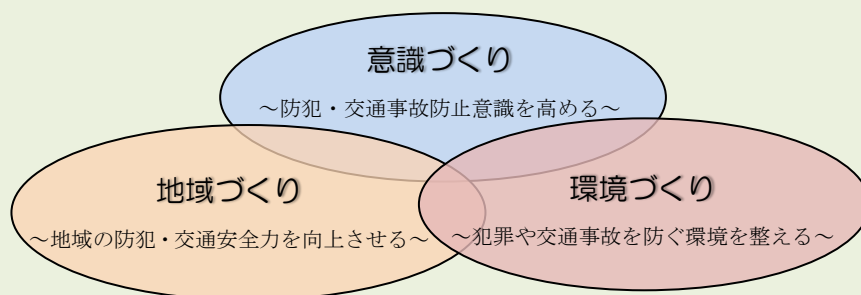 意識づくり
～防犯・交通事故防止意識を高める～
地域づくり
～地域の防犯・交通安全力を向上させる～
環境づくり
～犯罪や交通事故を防ぐ環境を整える～